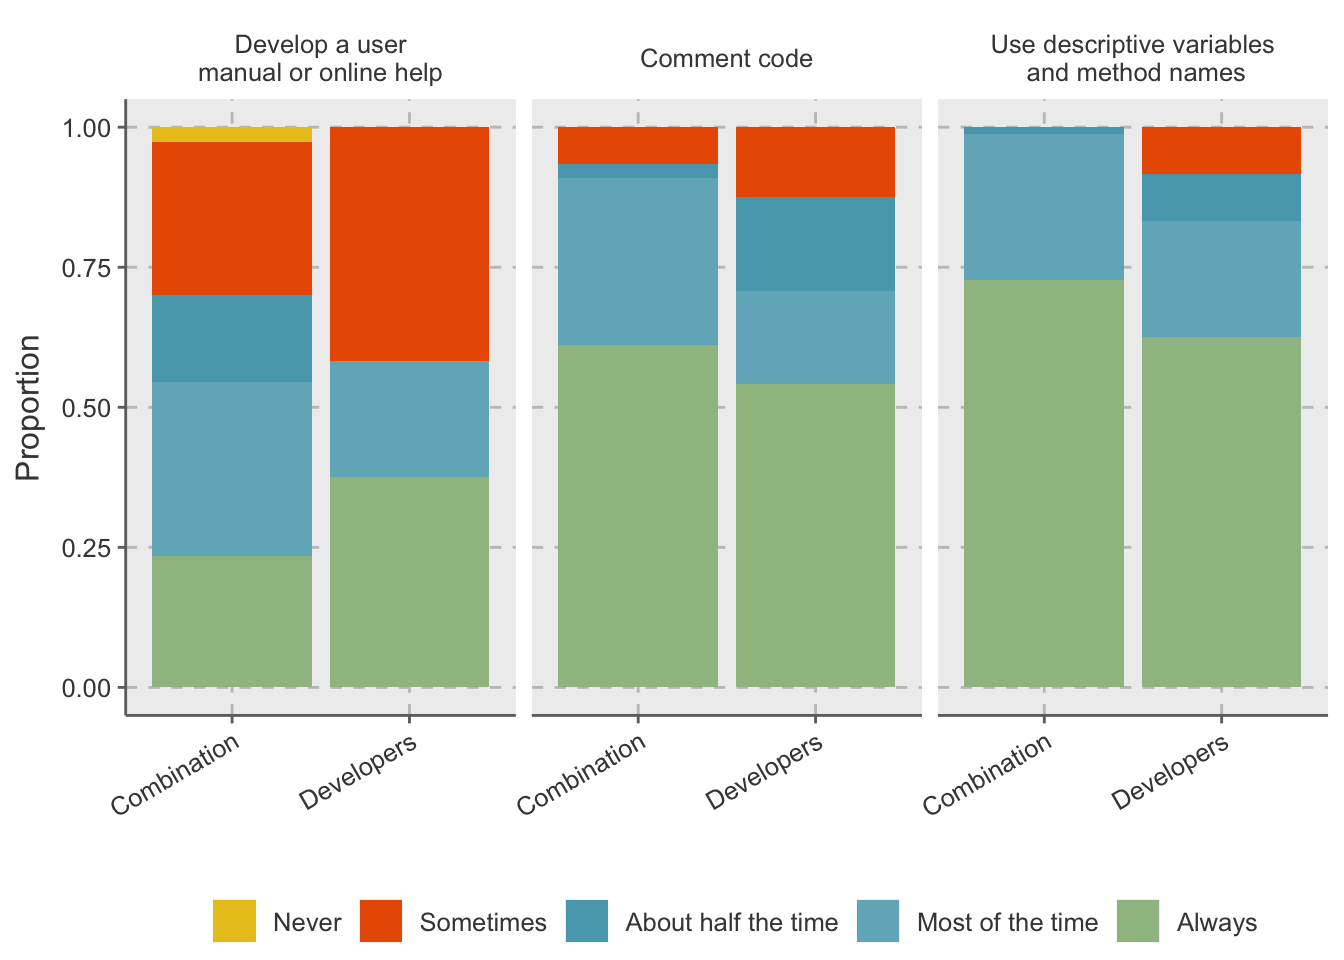 Develop a user
manual or online help
Comment code
Use descriptive variables
and method names
Proportion
1.00
0.75
0.50
0.25
0.00
Combination
Developers
Combination
Developers
Combination
Developers
Never
Sometimes
About half the time
Most of the time
Always